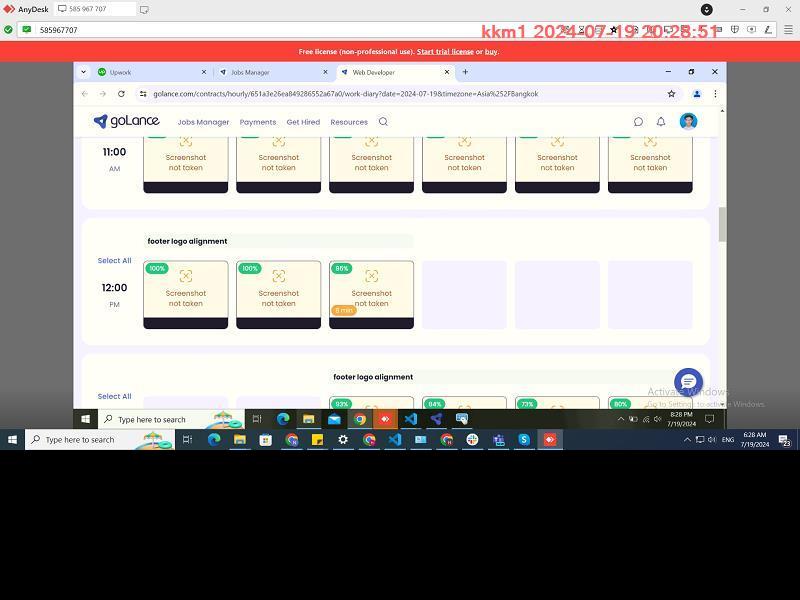 AnyDesk 585 967 707
585967707
kkm1 2024-07-19 20:28:51
Free license (non-professional use). Start trial license or buy.
Upwork Jobs Manager Web Developer
golance.com/contracts/hourly/651a3e26ea849286552a67a0/work-diary?date=2024-07-19&timezone=Asia%252FBangkok
goLance Jobs Manager Payments Get Hired Resources
11:00
AM
Screenshot not taken
Screenshot not taken
Screenshot not taken
Screenshot not taken
Screenshot not taken
Screenshot not taken
footer logo alignment
Select All
12:00
PM
100% 100%
Screenshot not taken
Screenshot not taken
Screenshot not taken
8 min
footer logo alignment
Select All
93% 84% 73% 80%
Activate Windows
Go to Settings to activate Windows.
Type here to search
8:28 PM
7/19/2024
Type here to search
ENG
6:28 AM
7/19/2024
23